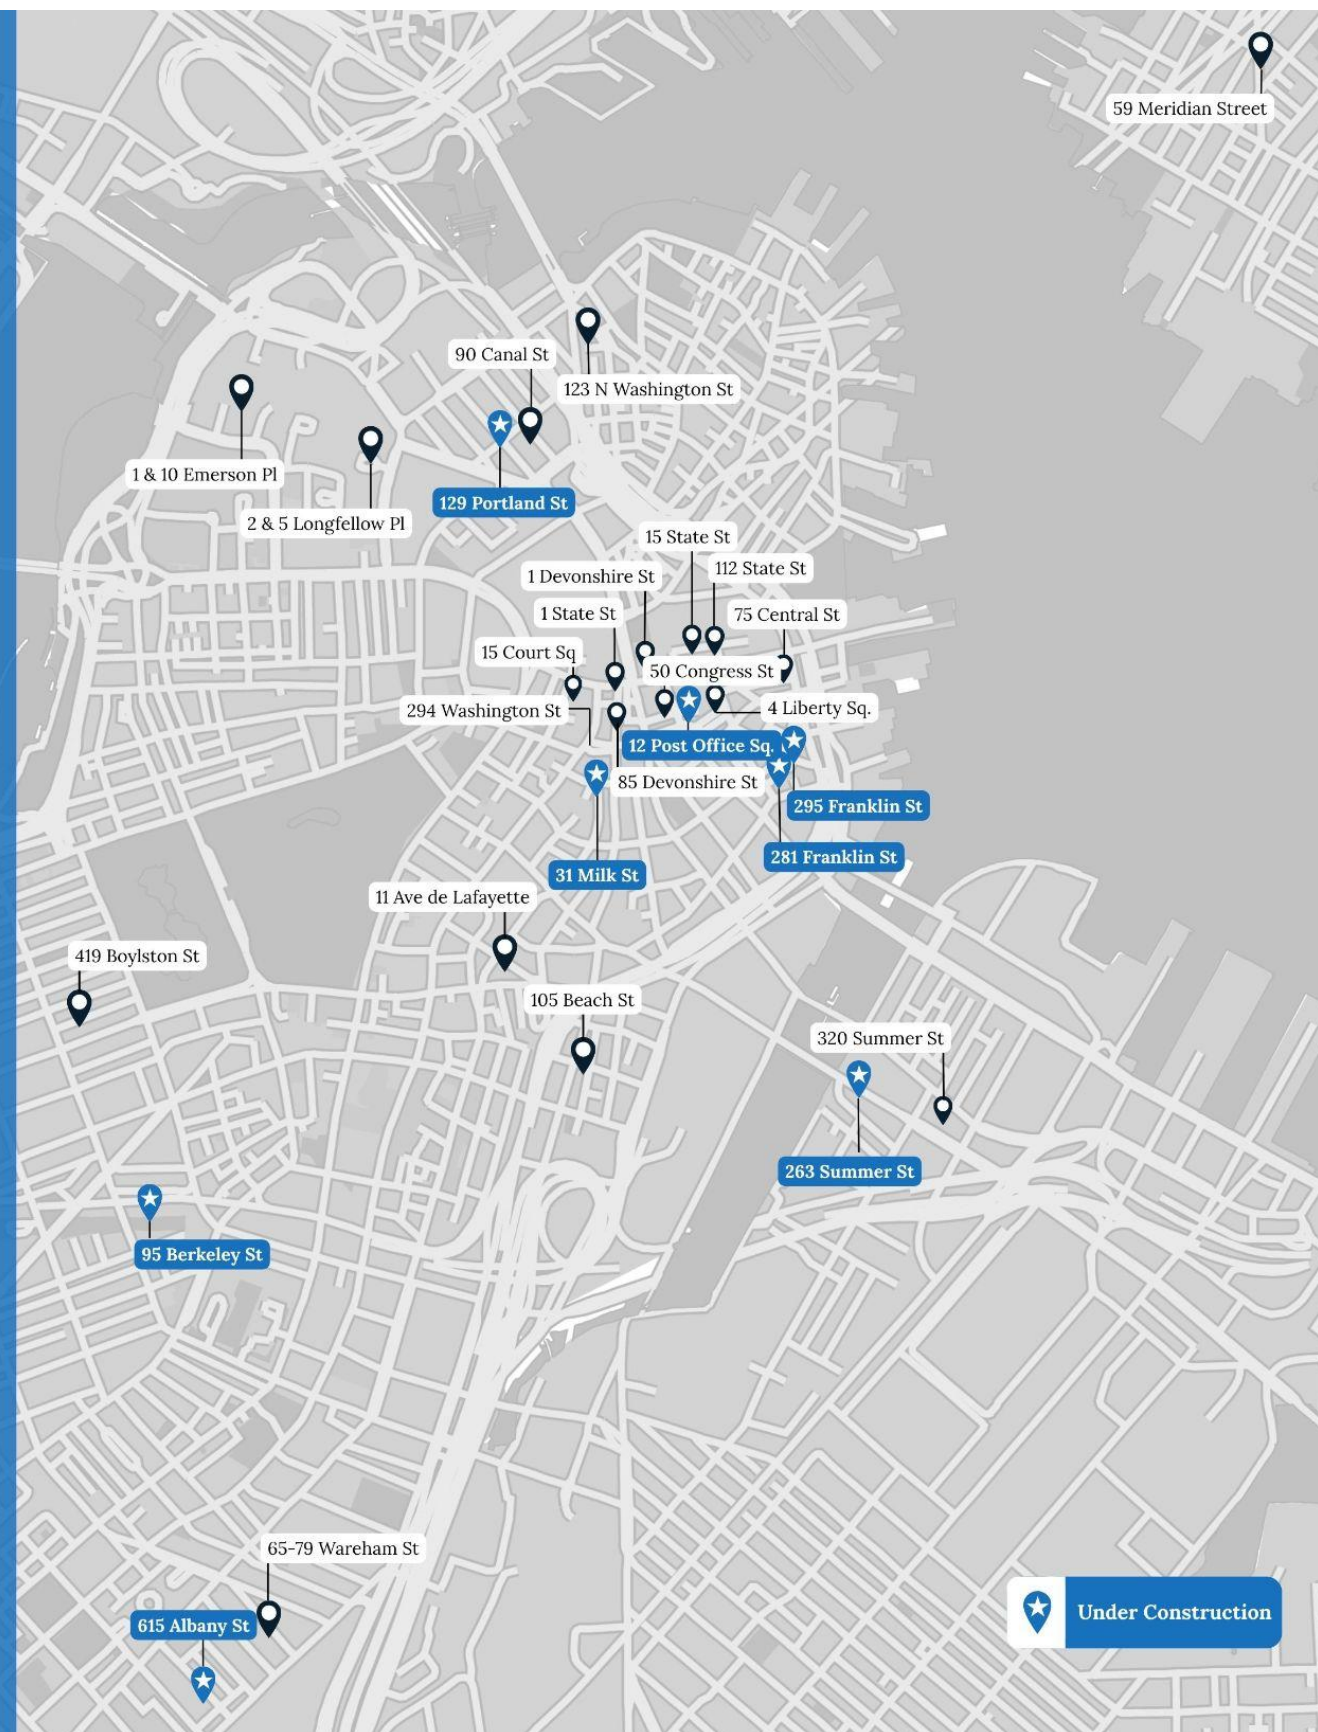 59 Meridian Street
90 Canal St
123 N Washington St
1 & 10 Emerson Pl
129 Portland St
2 & 5 Longfellow Pl
15 State St
112 State St
1 Devonshire St
1 State St
75 Central St
15 Court Sq
50 Congress St
294 Washington St
4 Liberty Sq.
12 Post Office Sq.
85 Devonshire St
295 Franklin St
281 Franklin St
31 Milk St
11 Ave de Lafayette
419 Boylston St
105 Beach St
320 Summer St
263 Summer St
95 Berkeley St
65-79 Wareham St
615 Albany St
Under Construction